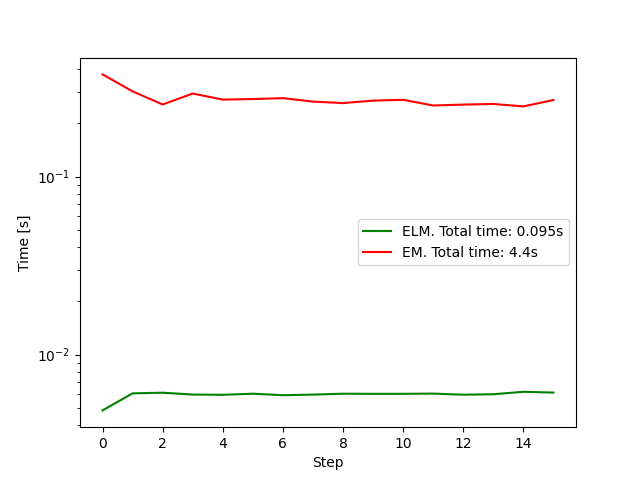 10⁻¹
10⁻²
Time [s]
ELM. Total time: 0.095s
EM. Total time: 4.4s
0 2 4 6 8 10 12 14
Step